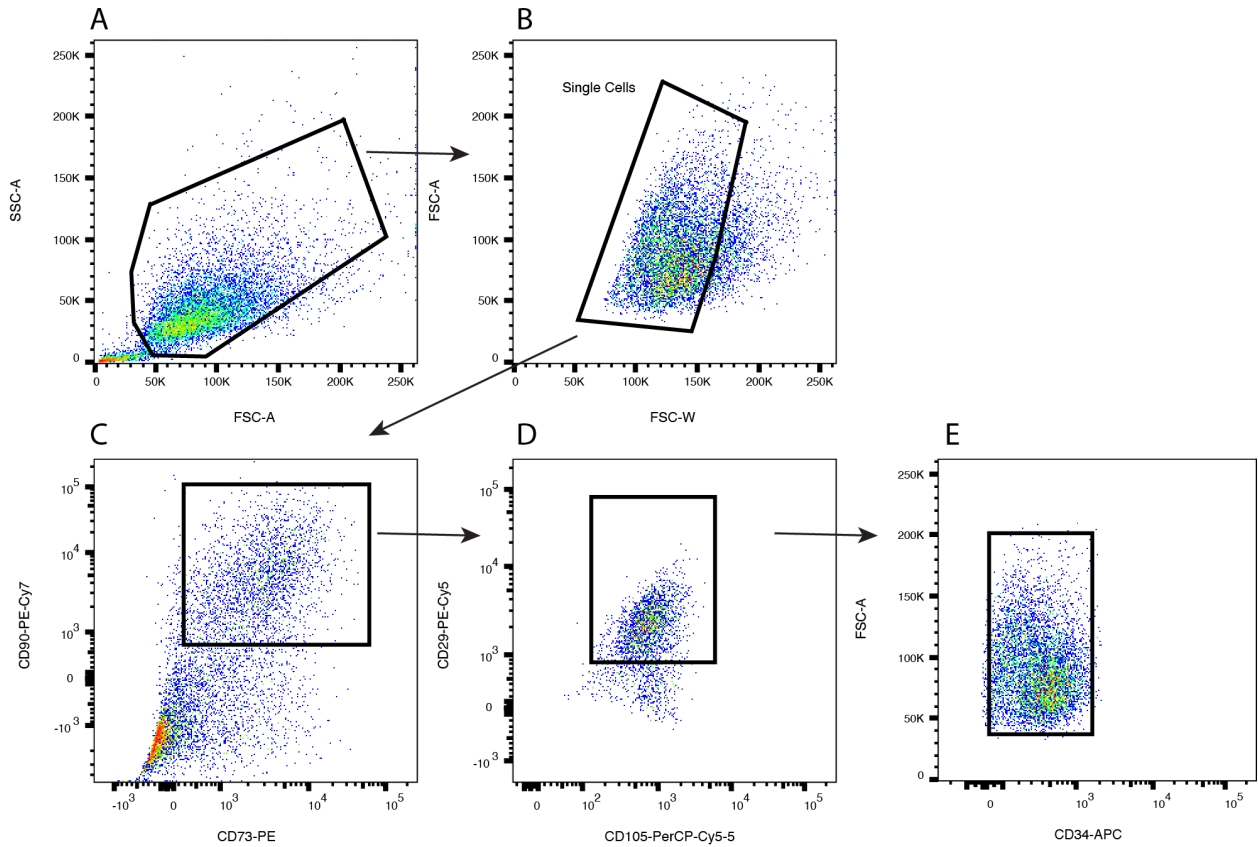 A
250K
200K
150K
100K
50K
0
SSC-A
0
50K
100K
150K
200K
250K
FSC-A
B
Single Cells
250K
200K
150K
100K
50K
0
FSC-A
0
50K
100K
150K
200K
250K
FSC-W
C
10^5
10^4
10^3
0
-10^3
CD90-PE-Cy7
-10^3
0
10^3
10^4
10^5
CD73-PE
D
10^5
10^4
10^3
0
-10^3
CD29-PE-Cy5
0
10^2
10^3
10^4
10^5
CD105-PerCP-Cy5-5
E
250K
200K
150K
100K
50K
0
FSC-A
0
10^3
10^4
10^5
CD34-APC